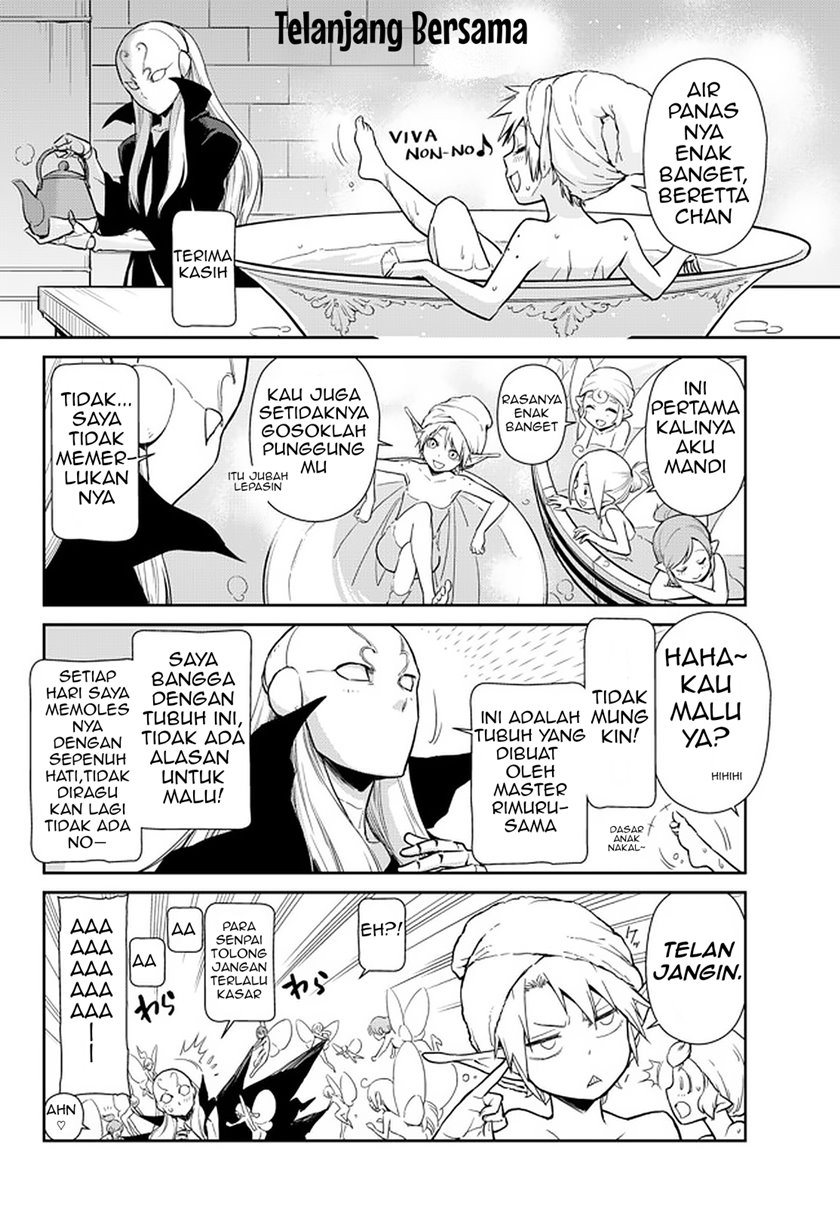 Telanjang Bersama
AIR
PANAS
NYA
ENAK
BANGET,
BERETTA
CHAN
VIVA
NON-NO♪
TERIMA
KASIH
INI
PERTAMA
KALINYA
AKU
MANDI
RASANYA
ENAK
BANGET
KAU JUGA
SETIDAKNYA
GOSOKLAH
PUNGGUNG
MU
ITU JUBAH
LEPASIN
TIDAK...
SAYA
TIDAK
MEMER–
LUKAN
NYA
HAHA~
KAU
MALU
YA?
HIHIHI
DASAR
ANAK
NAKAL~
TIDAK
MUNG
KIN!
INI ADALAH
TUBUH YANG
DIBUAT
OLEH
MASTER
RIMURU-
SAMA
SAYA
BANGGA
DENGAN
TUBUH INI,
TIDAK ADA
ALASAN
UNTUK
MALU!
SETIAP
HARI SAYA
MEMOLES
NYA
DENGAN
SEPENUH
HATI,TIDAK
DIRAGU
KAN LAGI
TIDAK ADA
NO–
TELAN
JANGIN.
EH?!
PARA
SENPAI
TOLONG
JANGAN
TERLALU
KASAR
わら
わら
AA
AA
AAA
AAA
AAA
AAA
AAA
–
–
AHN
♡